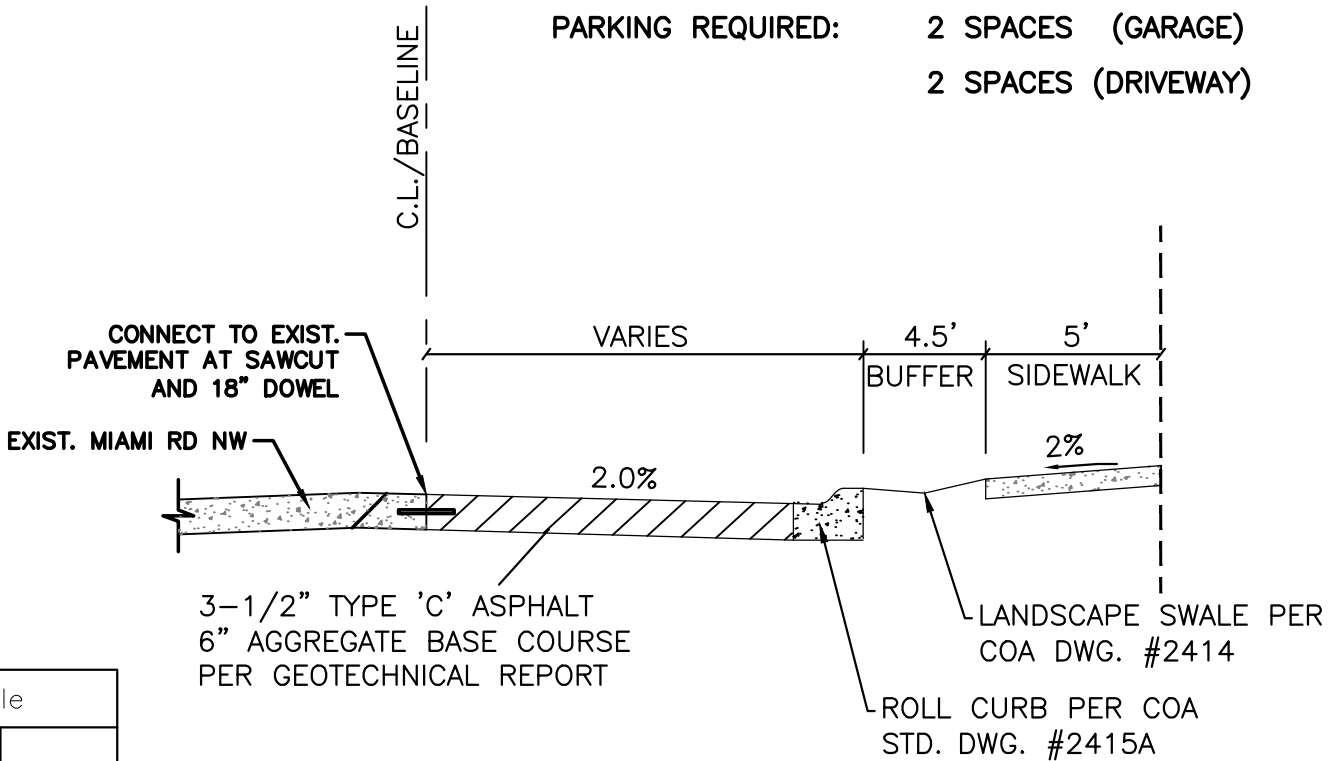 PARKING REQUIRED: 2 SPACES (GARAGE)
2 SPACES (DRIVEWAY)
C.L./BASELINE
CONNECT TO EXIST.
PAVEMENT AT SAWCUT
AND 18" DOWEL
EXIST. MIAMI RD NW
VARIES
4.5'
5'
BUFFER
SIDEWALK
2.0%
2%
3-1/2" TYPE 'C' ASPHALT
6" AGGREGATE BASE COURSE
PER GEOTECHNICAL REPORT
LANDSCAPE SWALE PER
COA DWG. #2414
ROLL CURB PER COA
STD. DWG. #2415A